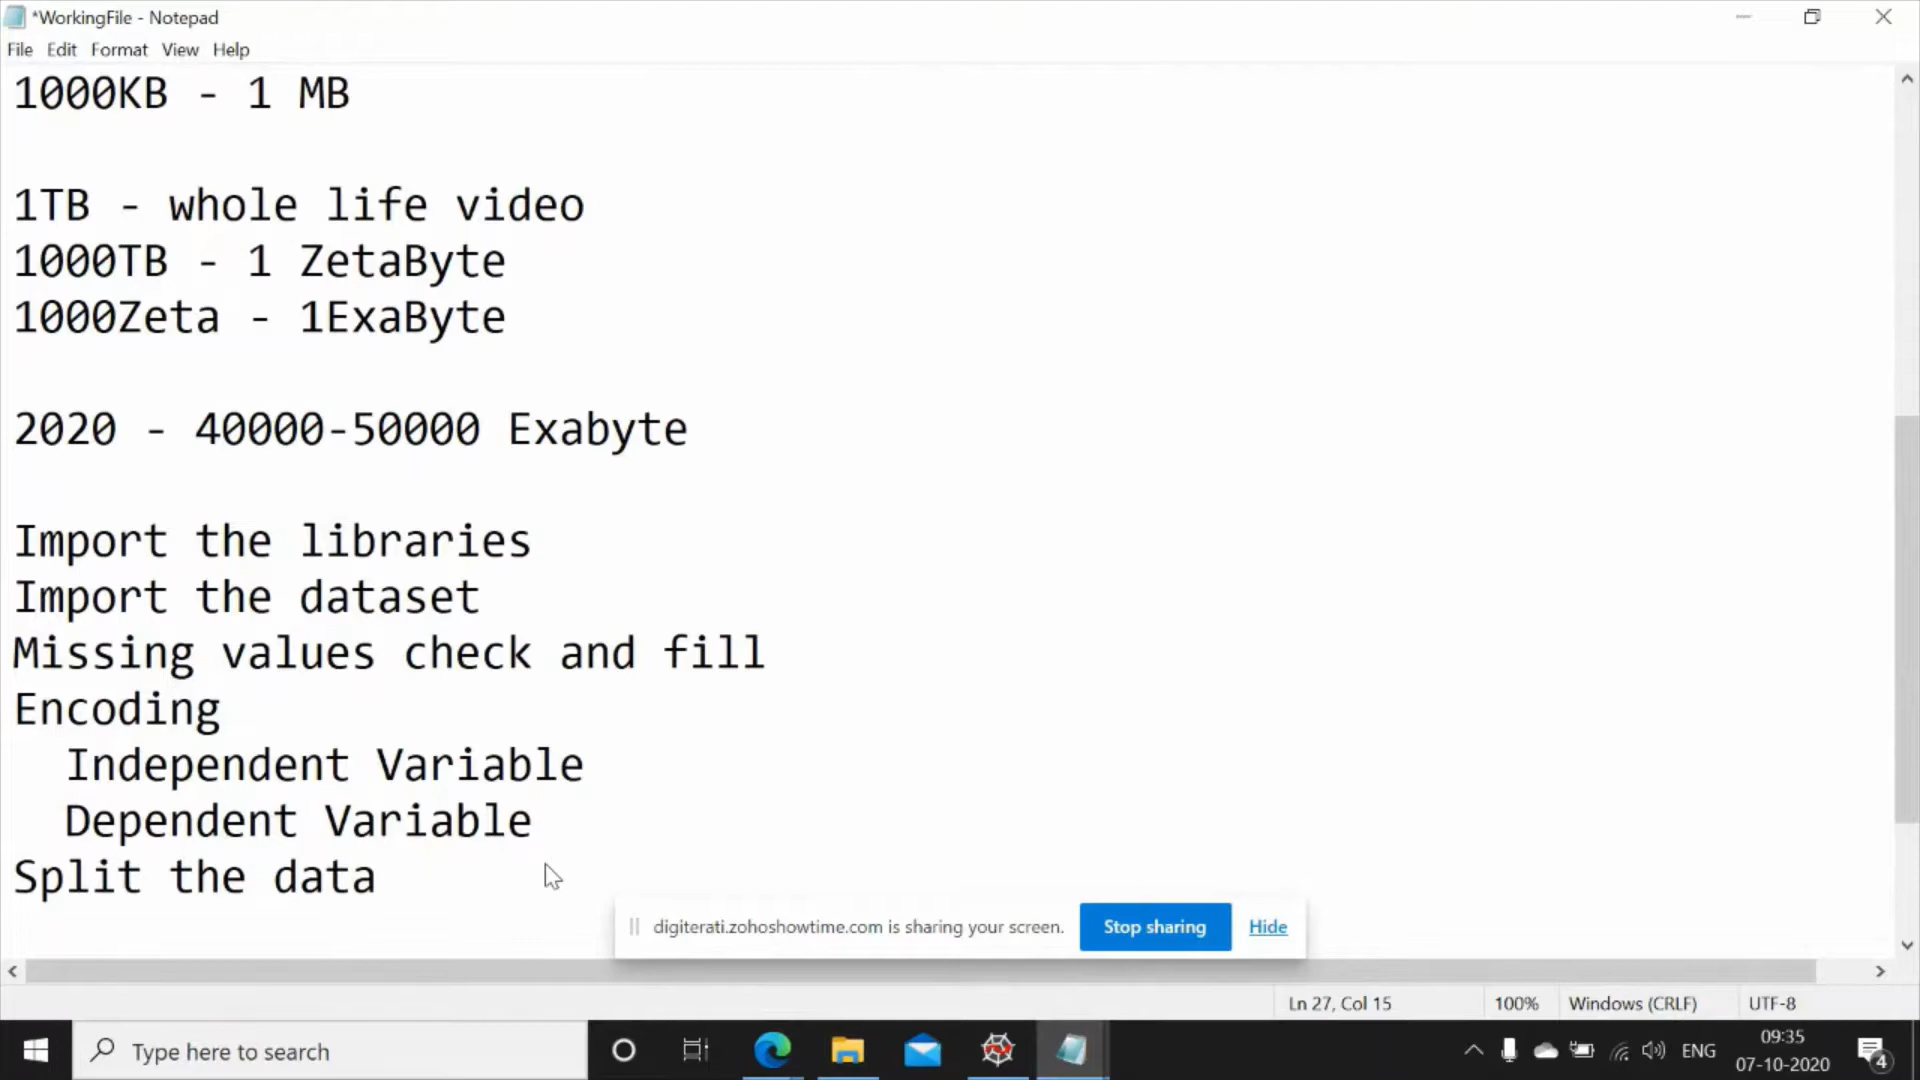 *WorkingFile - Notepad
File Edit Format View Help
1000KB - 1 MB
1TB - whole life video
1000TB - 1 ZetaByte
1000Zeta - 1ExaByte
2020 - 40000-50000 Exabyte
Import the libraries
Import the dataset
Missing values check and fill
Encoding
Independent Variable
Dependent Variable
Split the data
digiterati.zohoshowtime.com is sharing your screen. Stop sharing Hide
Ln 27, Col 15 100% Windows (CRLF) UTF-8
Type here to search ENG 09:35
07-10-2020 4